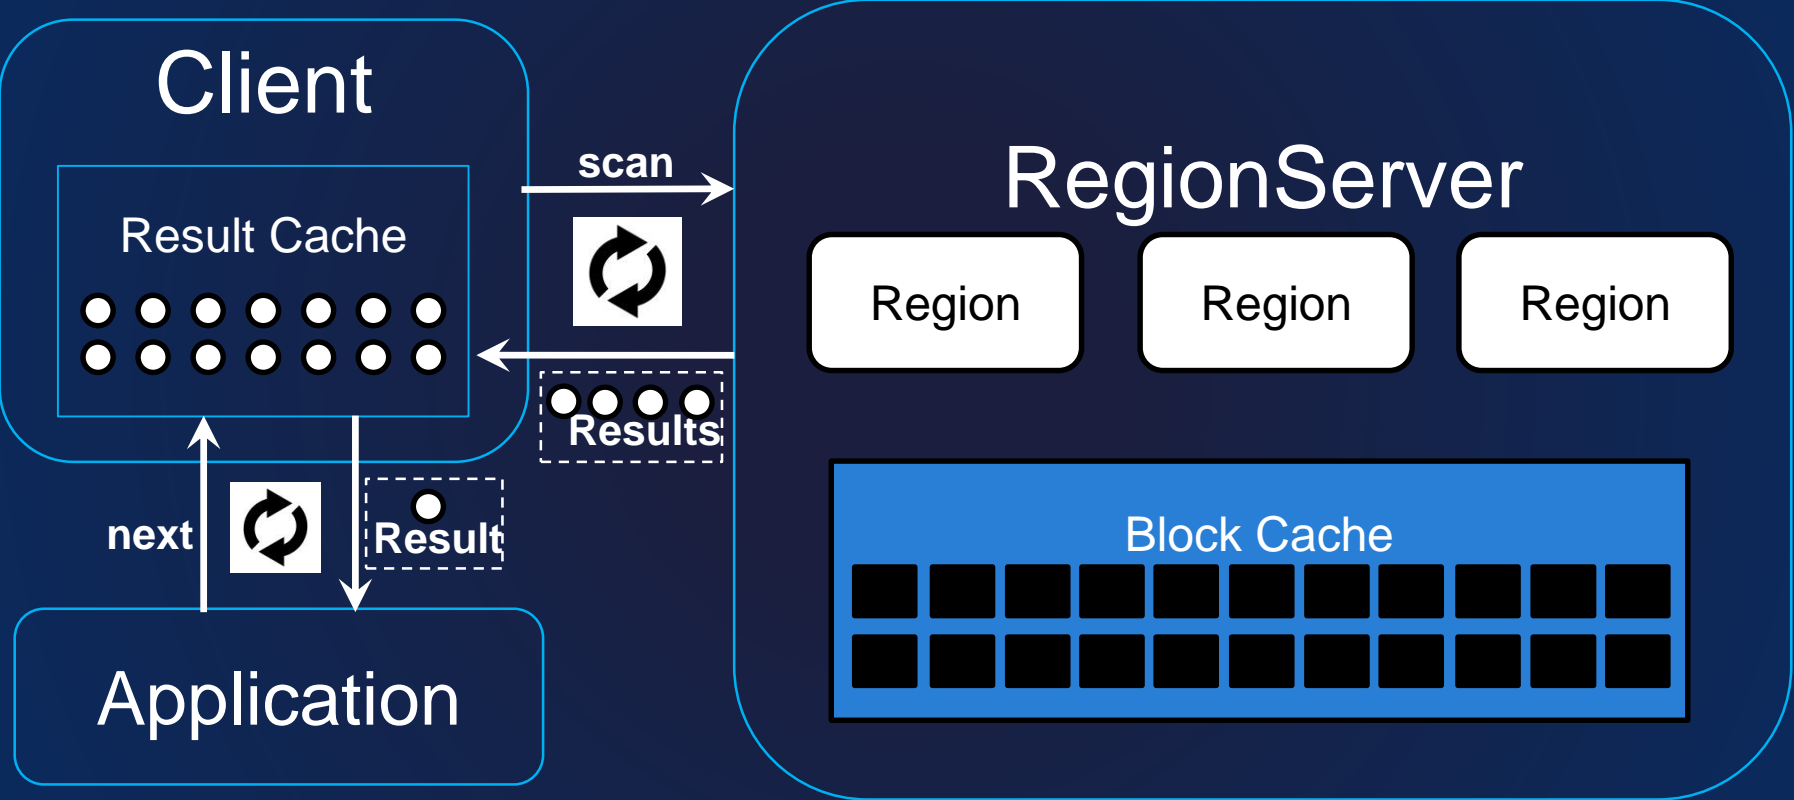 Client
Result Cache
scan
Results
next
Result
Application
RegionServer
Region
Region
Region
Block Cache